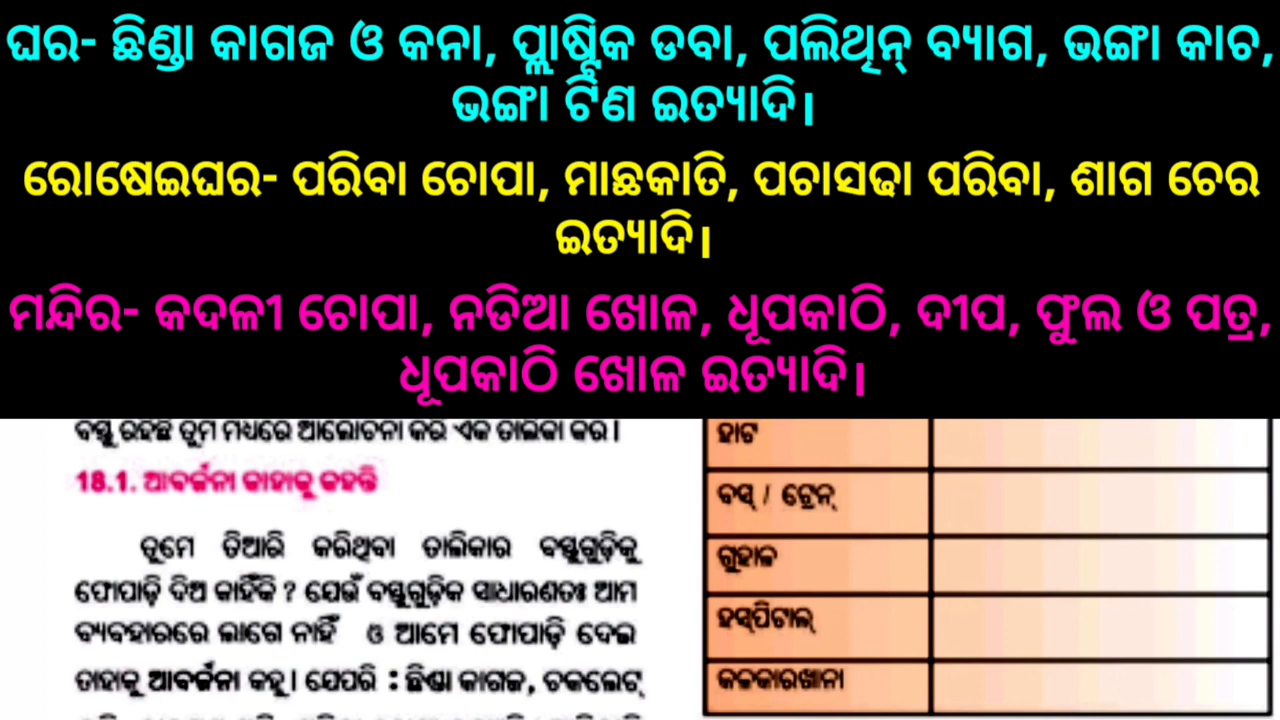 ଘର- ଛିଣ୍ଡା କାଗଜ ଓ କନା, ପ୍ଲାଷ୍ଟିକ ଡବା, ପଲିଥିନ୍ ବ୍ୟାଗ, ଭଙ୍ଗା କାଚ,
ଭଙ୍ଗା ଟିଣ ଇତ୍ୟାଦି।
ରୋଷେଇଘର- ପରିବା ଚୋପା, ମାଛକାତି, ପଚାସଢା ପରିବା, ଶାଗ ଚେର
ଇତ୍ୟାଦି।
ମନ୍ଦିର- କଦଳୀ ଚୋପା, ନଡିଆ ଖୋଳ, ଧୂପକାଠି, ଦୀପ, ଫୁଲ ଓ ପତ୍ର,
ଧୂପକାଠି ଖୋଳ ଇତ୍ୟାଦି।
ବସ୍ତୁ ରହିଛି ତୁମ ମଧ୍ୟରେ ଆଲୋଚନା କରି ଏକ ତାଲିକା କର।
18.1. ଆବର୍ଜନା କାହାକୁ କହନ୍ତି
ତୁମେ ତିଆରି କରିଥିବା ତାଲିକାର ବସ୍ତୁଗୁଡ଼ିକୁ
ଫୋପାଡ଼ି ଦିଅ କାହିଁକି ? ଯେଉଁ ବସ୍ତୁଗୁଡ଼ିକ ସାଧାରଣତଃ ଆମ
ବ୍ୟବହାରରେ ଲାଗେ ନାହିଁ ଓ ଆମେ ଫୋପାଡ଼ି ଦେଇ
ତାହାକୁ ଆବର୍ଜନା କହୁ। ଯେପରି : ଛିଣ୍ଡା କାଗଜ, ଚକଲେଟ୍
ହାଟ
ବସ୍ / ଟ୍ରେନ୍
ଗୁହାଳ
ହସ୍‌ପିଟାଲ୍
କଳକାରଖାନା